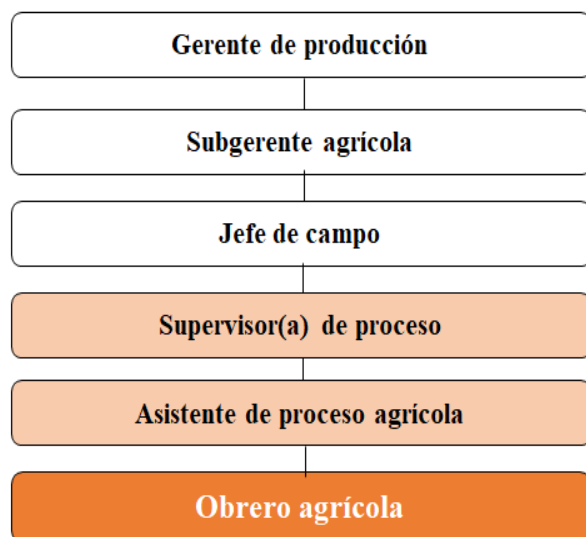 Gerente de producción
Subgerente agrícola
Jefe de campo
Supervisor(a) de proceso
Asistente de proceso agrícola
Obrero agrícola